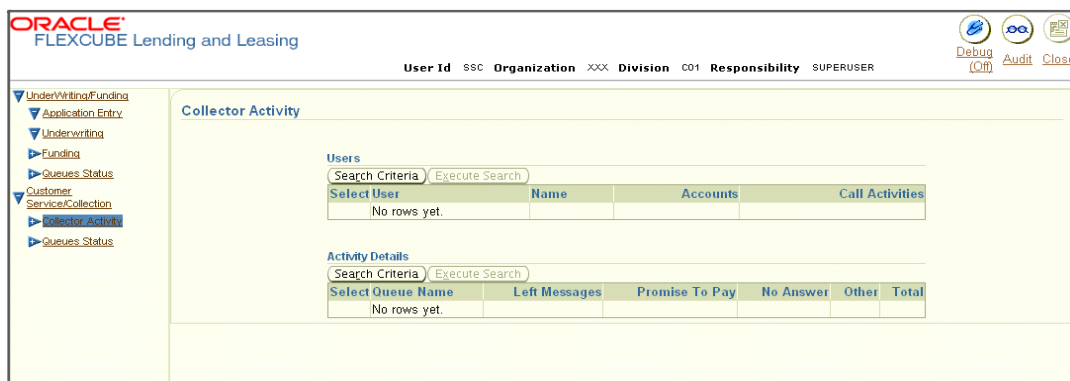 ORACLE
FLEXCUBE Lending and Leasing
User Id SSC Organization XXX Division C01 Responsibility SUPERUSER
Debug (Off) Audit Close
UnderWriting/Funding
Application Entry
Underwriting
Funding
Queues Status
Customer
Service/Collection
Collector Activity
Queues Status
Collector Activity
Users
Search Criteria Execute Search
Select User Name Accounts Call Activities
No rows yet.
Activity Details
Search Criteria Execute Search
Select Queue Name Left Messages Promise To Pay No Answer Other Total
No rows yet.